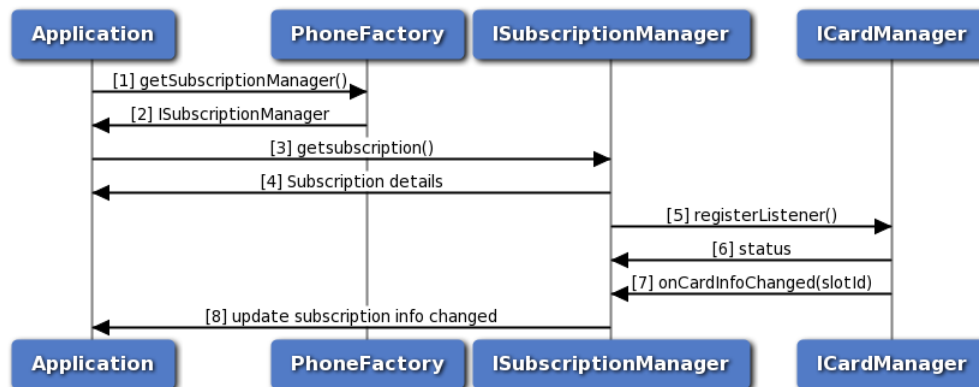 Application PhoneFactory ISubscriptionManager ICardManager
[1] getSubscriptionManager()
[2] ISubscriptionManager
[3] getsubscription()
[4] Subscription details
[5] registerListener()
[6] status
[7] onCardInfoChanged(slotId)
[8] update subscription info changed
Application PhoneFactory ISubscriptionManager ICardManager